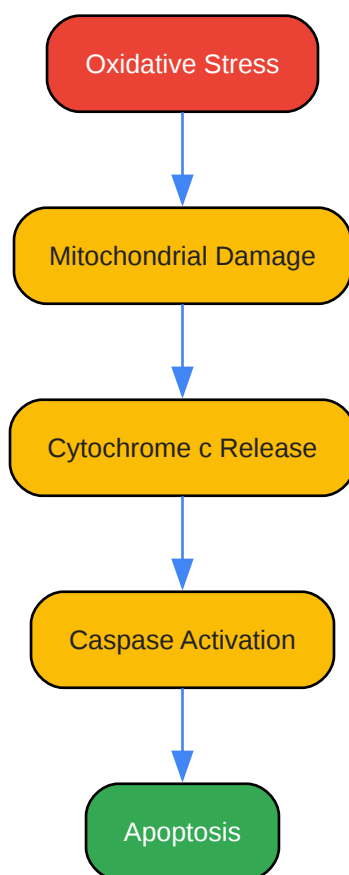 Oxidative Stress
Mitochondrial Damage
Cytochrome c Release
Caspase Activation
Apoptosis